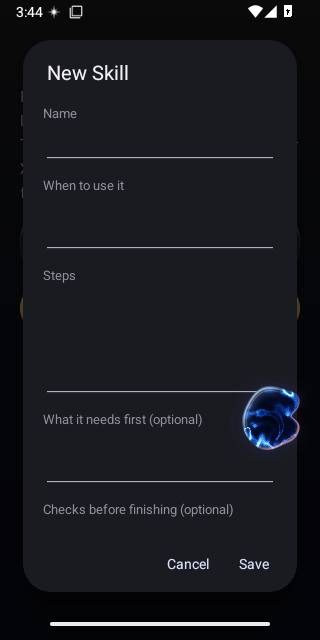 3:44
New Skill
Name
When to use it
Steps
What it needs first (optional)
Checks before finishing (optional)
Cancel
Save